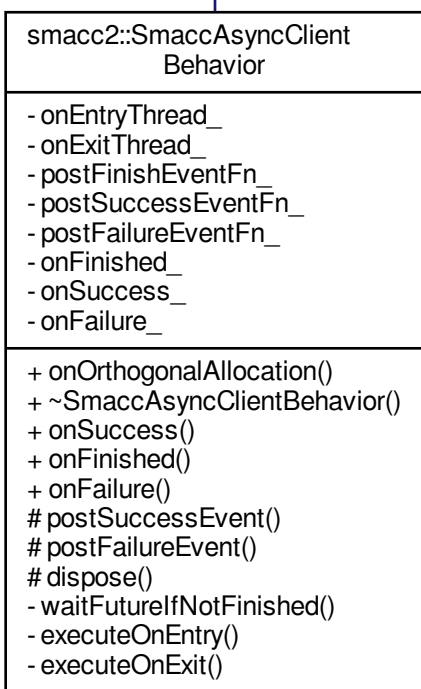 smacc2::SmaccAsyncClient
Behavior
- onEntryThread_
- onExitThread_
- postFinishEventFn_
- postSuccessEventFn_
- postFailureEventFn_
- onFinished_
- onSuccess_
- onFailure_
+ onOrthogonalAllocation()
+ ~SmaccAsyncClientBehavior()
+ onSuccess()
+ onFinished()
+ onFailure()
# postSuccessEvent()
# postFailureEvent()
# dispose()
- waitFutureIfNotFinished()
- executeOnEntry()
- executeOnExit()